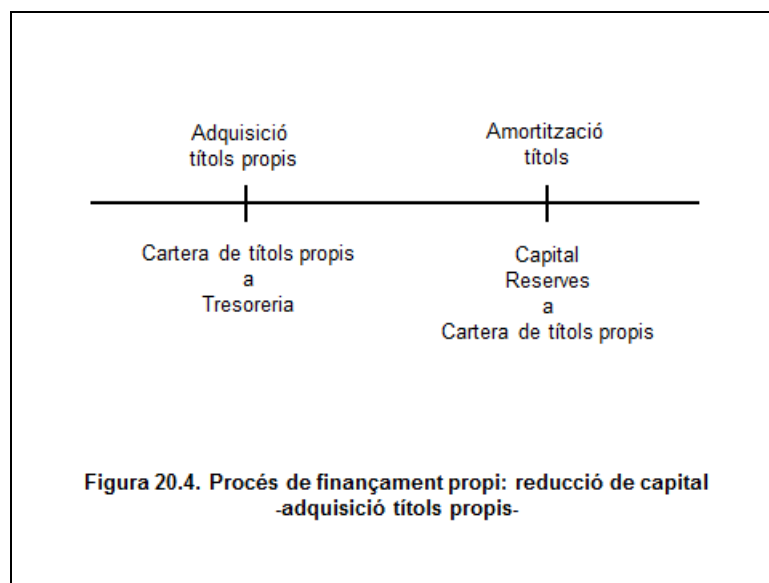 Adquisició
títols propis
Amortització
títols
Cartera de títols propis
a
Tresoreria
Capital
Reserves
a
Cartera de títols propis
Figura 20.4. Procés de finançament propi: reducció de capital
-adquisició títols propis-